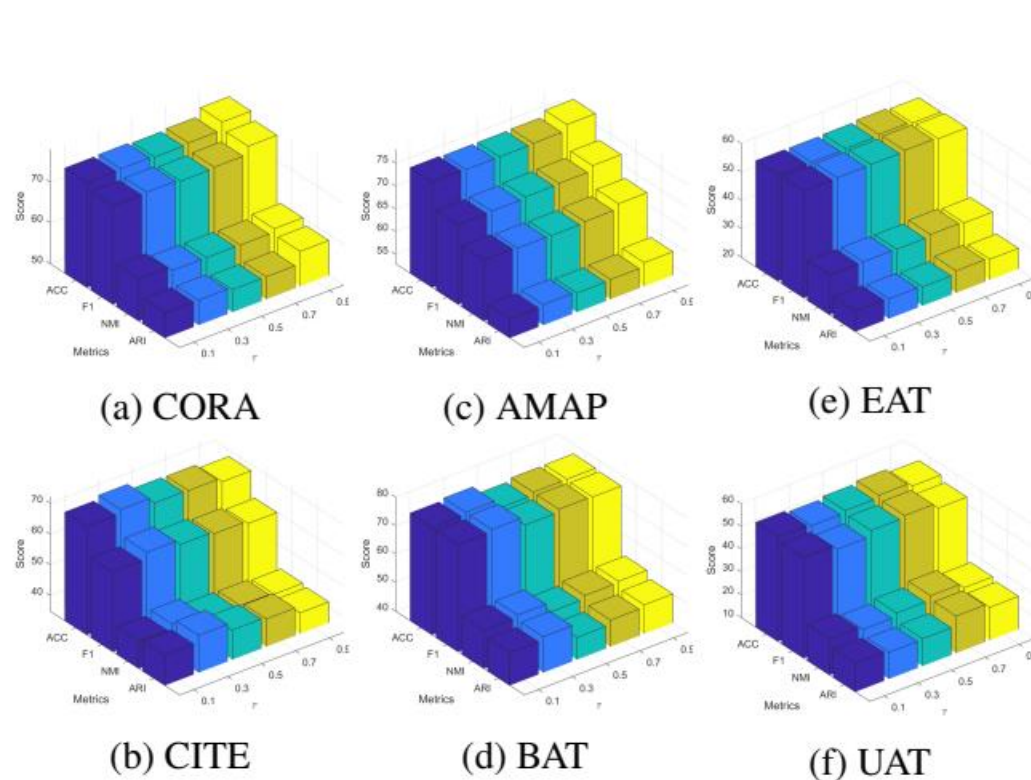 70
60
50
Score
ACC
F1
NMI
ARI
Metrics
0.1
0.3
0.5
0.7
τ
(a) CORA
75
70
65
60
55
Score
ACC
F1
NMI
ARI
Metrics
0.1
0.3
0.5
0.7
τ
(c) AMAP
60
50
40
30
20
Score
ACC
F1
NMI
ARI
Metrics
0.1
0.3
0.5
0.7
τ
(e) EAT
70
60
50
40
Score
ACC
F1
NMI
ARI
Metrics
0.1
0.3
0.5
0.7
τ
(b) CITE
80
70
60
50
40
Score
ACC
F1
NMI
ARI
Metrics
0.1
0.3
0.5
0.7
τ
(d) BAT
60
50
40
30
20
10
Score
ACC
F1
NMI
ARI
Metrics
0.1
0.3
0.5
0.7
τ
(f) UAT